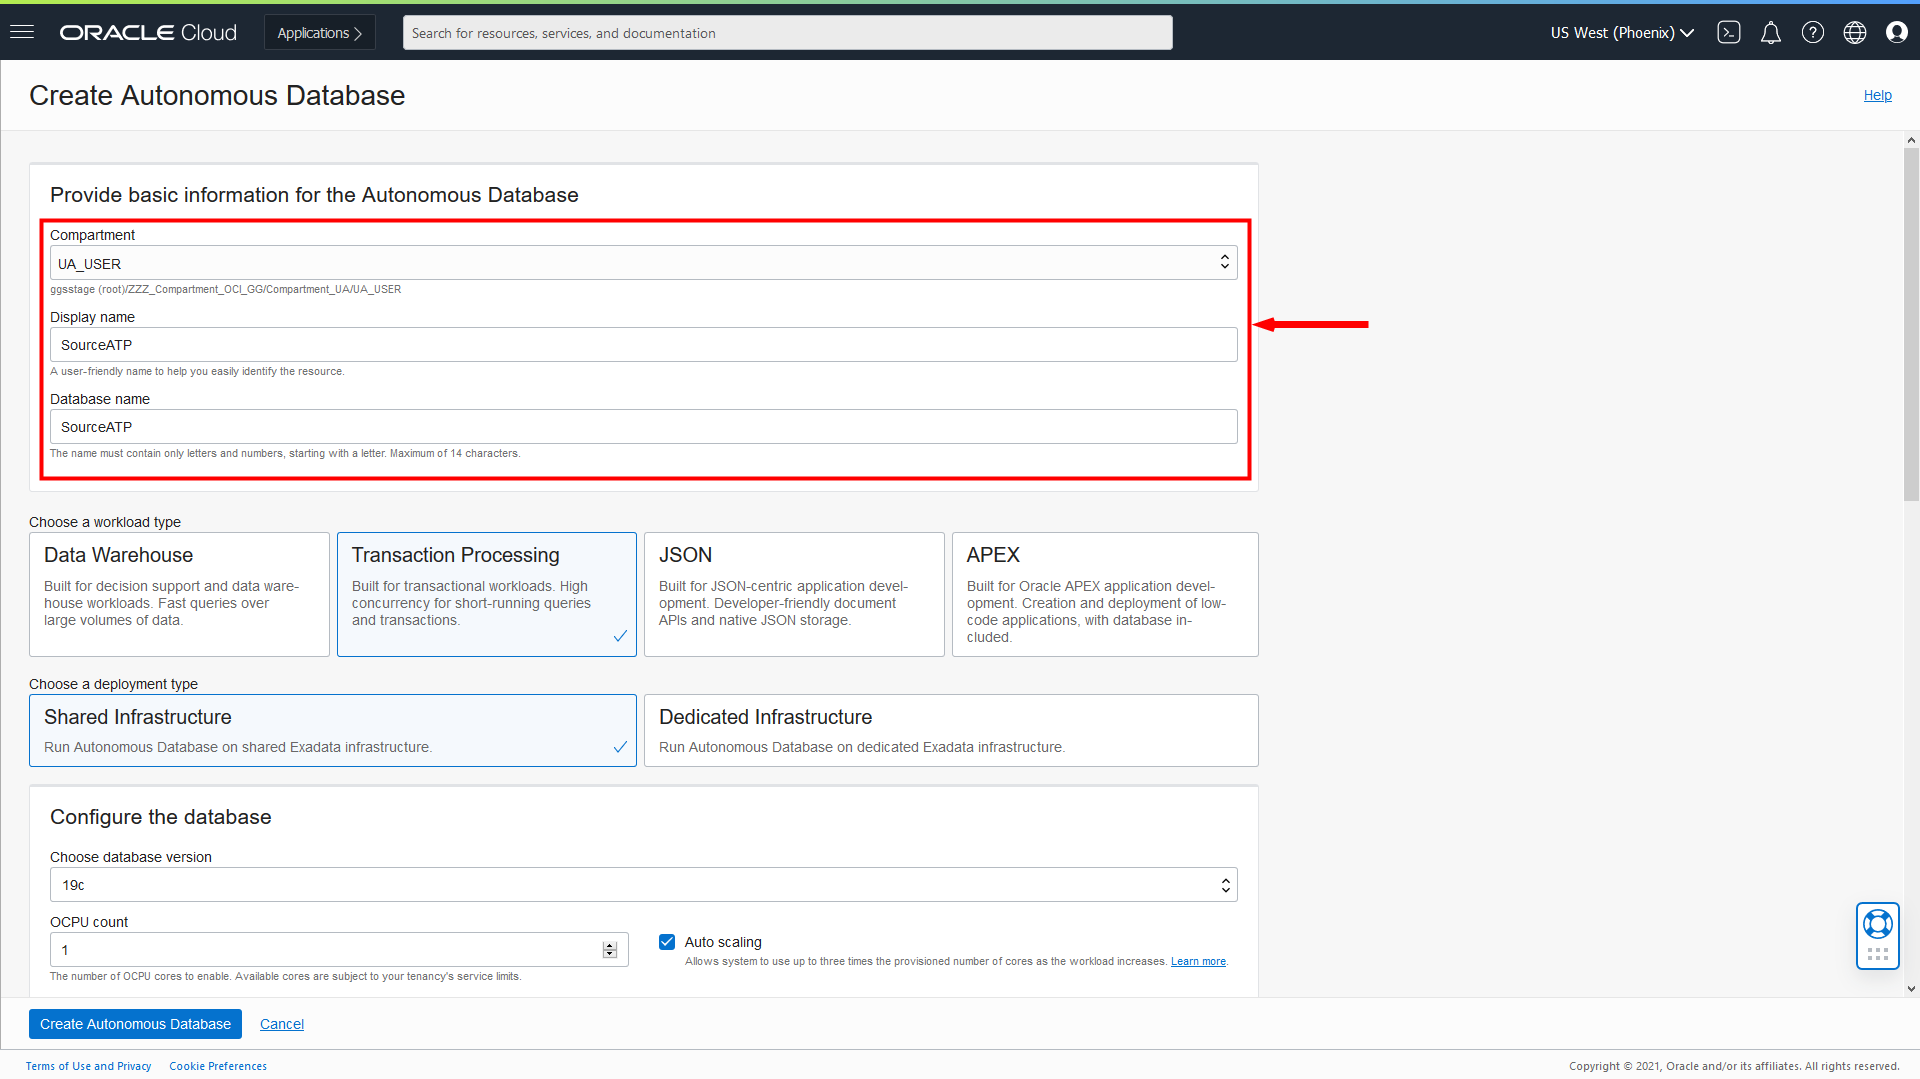 ORACLE Cloud
Applications
Search for resources, services, and documentation
US West (Phoenix)
Create Autonomous Database
Help
Provide basic information for the Autonomous Database
Compartment
UA_USER
ggsstage (root)/ZZZ_Compartment_OCI_GG/Compartment_UA/UA_USER
Display name
SourceATP
A user-friendly name to help you easily identify the resource.
Database name
SourceATP
The name must contain only letters and numbers, starting with a letter. Maximum of 14 characters.
Choose a workload type
Data Warehouse
Built for decision support and data ware-
house workloads. Fast queries over
large volumes of data.
Transaction Processing
Built for transactional workloads. High
concurrency for short-running queries
and transactions.
JSON
Built for JSON-centric application devel-
opment. Developer-friendly document
APIs and native JSON storage.
APEX
Built for Oracle APEX application devel-
opment. Creation and deployment of low-
code applications, with database in-
cluded.
Choose a deployment type
Shared Infrastructure
Run Autonomous Database on shared Exadata infrastructure.
Dedicated Infrastructure
Run Autonomous Database on dedicated Exadata infrastructure.
Configure the database
Choose database version
19c
OCPU count
1
The number of OCPU cores to enable. Available cores are subject to your tenancy's service limits.
Auto scaling
Allows system to use up to three times the provisioned number of cores as the workload increases. Learn more.
Create Autonomous Database
Cancel
Terms of Use and Privacy
Cookie Preferences
Copyright © 2021, Oracle and/or its affiliates. All rights reserved.